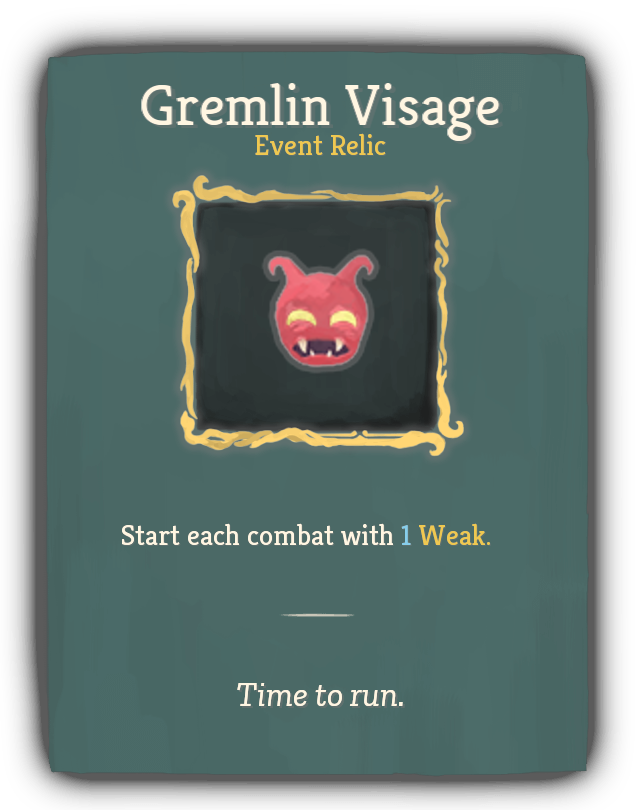 Gremlin Visage
Event Relic
Start each combat with 1 Weak.
Time to run.